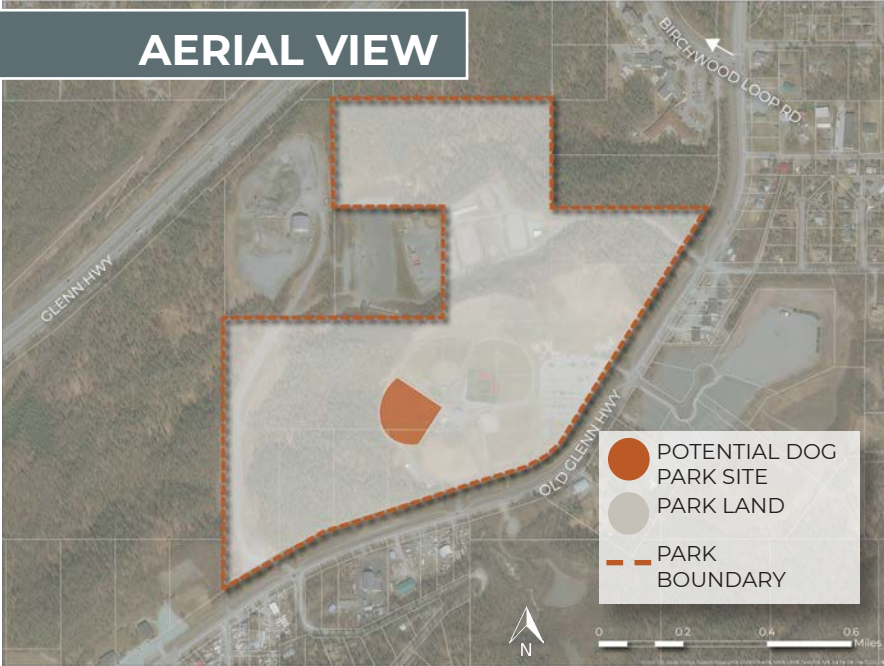 AERIAL VIEW
BIRCHWOOD LOOP RD.
GLENN HWY
OLD GLENN HWY
POTENTIAL DOG
PARK SITE
PARK LAND
PARK
BOUNDARY
N
0 0.2 0.4 0.6
Miles